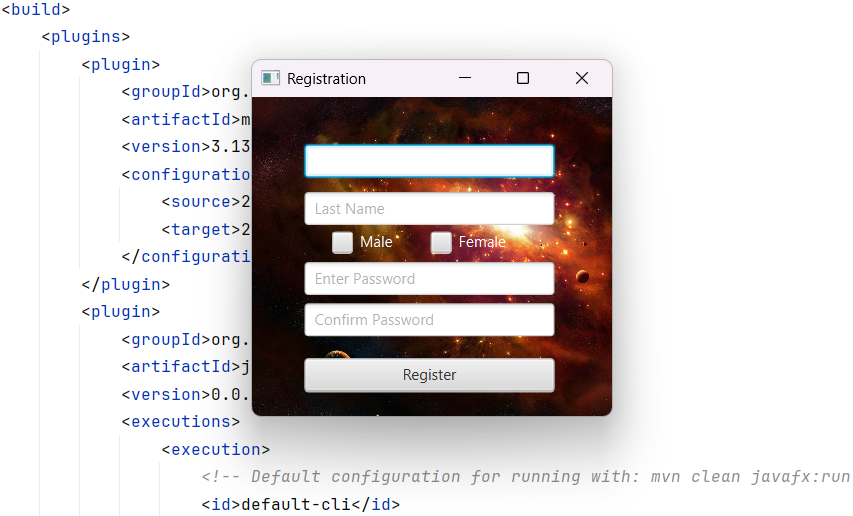 <build>
<plugins>
<plugin>
<groupId>org.
<artifactId>m
<version>3.13
<configuratio
<source>2
<target>2
</configurati
</plugin>
<plugin>
<groupId>org.
<artifactId>j
<version>0.0.
<executions>
<execution>
<!-- Default configuration for running with: mvn clean javafx:run
<id>default-cli</id>
Registration
Last Name
Male Female
Enter Password
Confirm Password
Register